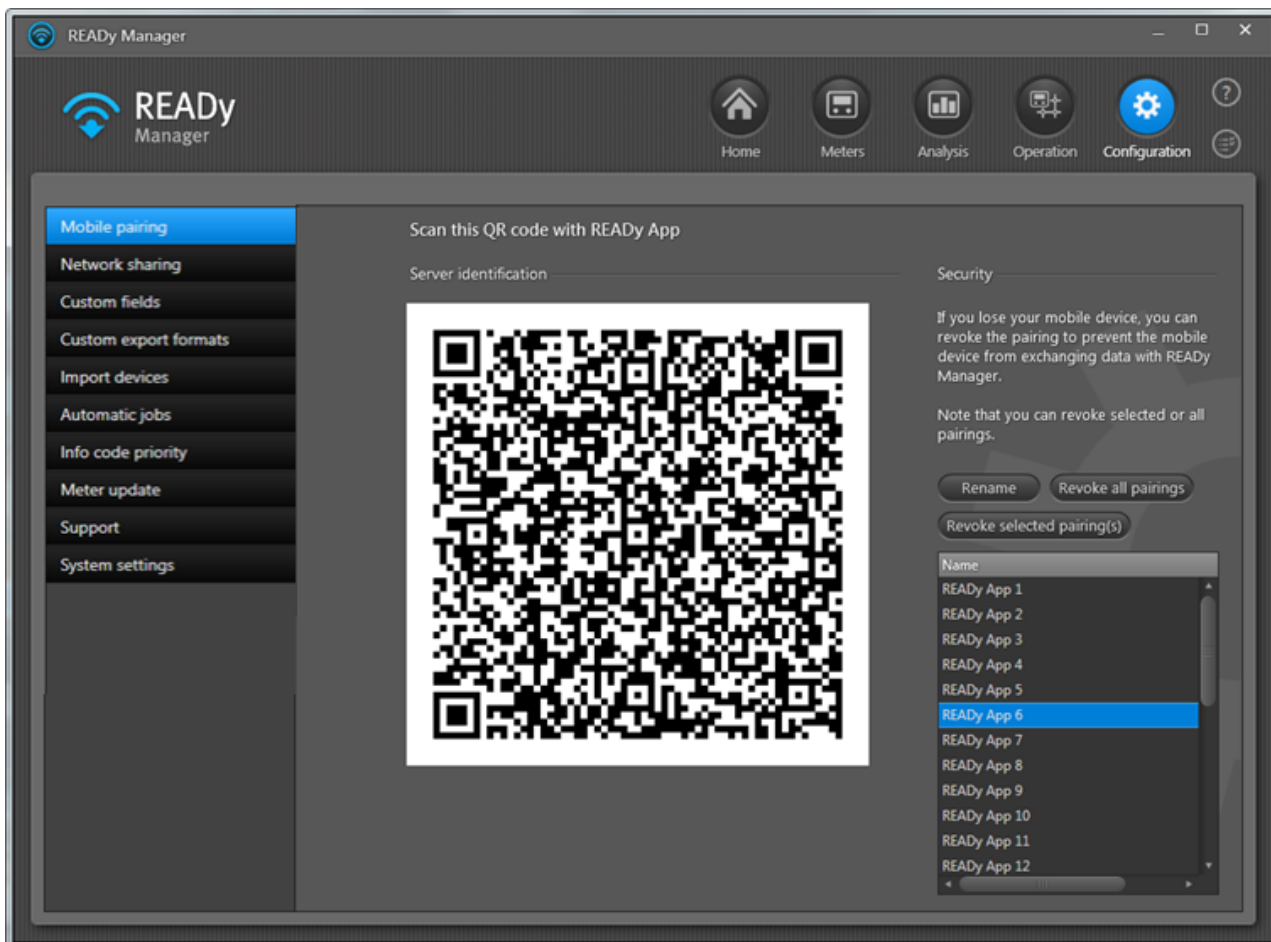 READy Manager
READy
Manager
Home
Meters
Analysis
Operation
Configuration
Mobile pairing
Network sharing
Custom fields
Custom export formats
Import devices
Automatic jobs
Info code priority
Meter update
Support
System settings
Scan this QR code with READy App
Server identification
Security
If you lose your mobile device, you can
revoke the pairing to prevent the mobile
device from exchanging data with READy
Manager.
Note that you can revoke selected or all
pairings.
Rename
Revoke all pairings
Revoke selected pairing(s)
Name
READy App 1
READy App 2
READy App 3
READy App 4
READy App 5
READy App 6
READy App 7
READy App 8
READy App 9
READy App 10
READy App 11
READy App 12